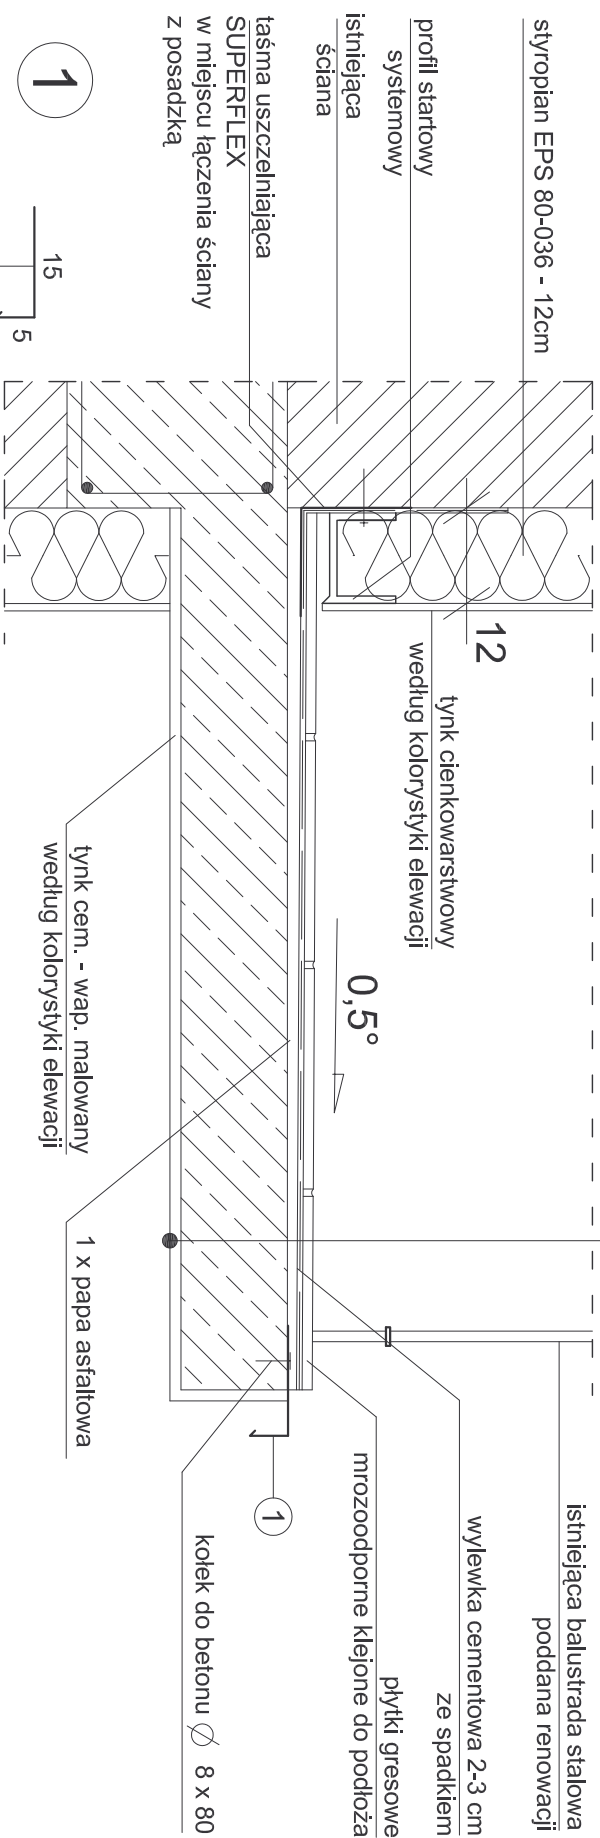 styropian EPS 80-036 - 12cm
profil startowy
systemowy
istniejąca
ściana
taśma uszczelniająca
SUPERFLEX
w miejscu łączenia ściany
z posadzką
1
15
5
12
tynk cienkowarstwowy
według kolorystyki elewacji
0,5°
tynk cem. - wap. malowany
według kolorystyki elewacji
1 x papa asfaltowa
istniejąca balustrada stalowa
poddana renowacji
wylewka cementowa 2-3 cm
ze spadkiem
płytki gresowe
mrozoodporne klejone do podłoża
1
kołek do betonu ∅ 8 x 80